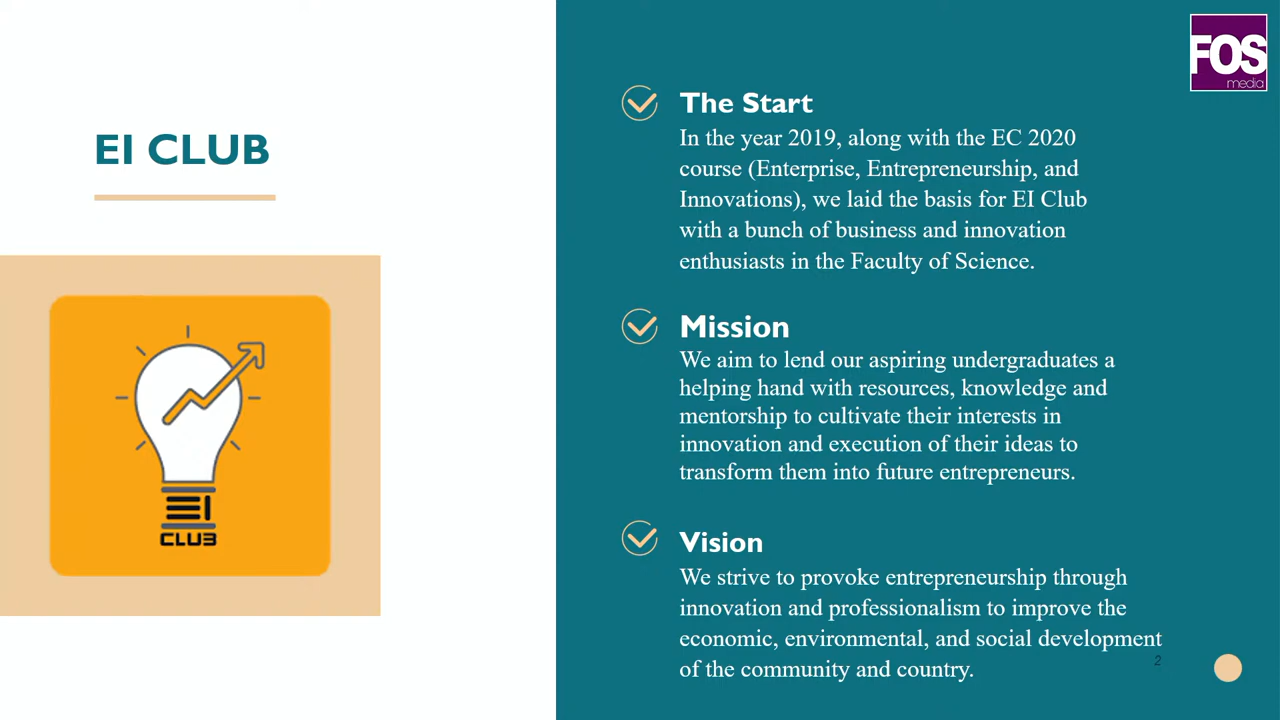 FOS
media
EI CLUB
EI
CLUB
The Start
In the year 2019, along with the EC 2020
course (Enterprise, Entrepreneurship, and
Innovations), we laid the basis for EI Club
with a bunch of business and innovation
enthusiasts in the Faculty of Science.
Mission
We aim to lend our aspiring undergraduates a
helping hand with resources, knowledge and
mentorship to cultivate their interests in
innovation and execution of their ideas to
transform them into future entrepreneurs.
Vision
We strive to provoke entrepreneurship through
innovation and professionalism to improve the
economic, environmental, and social development
of the community and country.
2